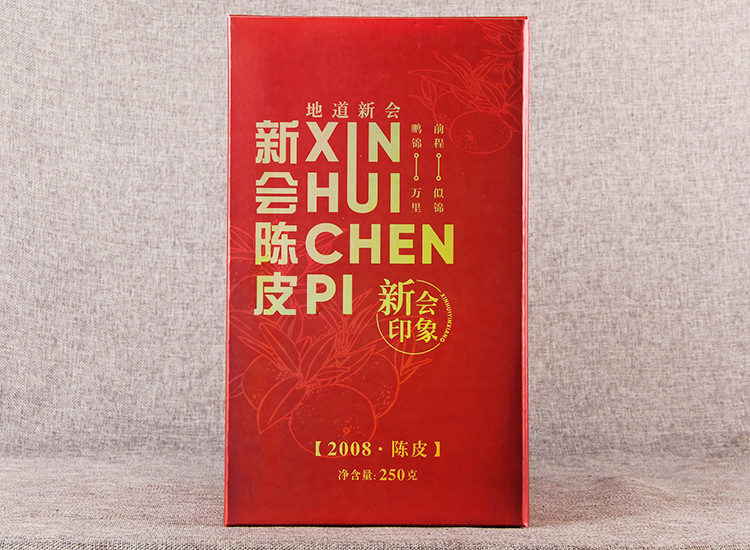 地道新会
新 XIN
会 HUI
陈 CHEN
皮 PI
前程 似锦
鹏锦 万里
新会
印象
XINHUIYINXIANG
【2008·陈皮】
净含量:250克